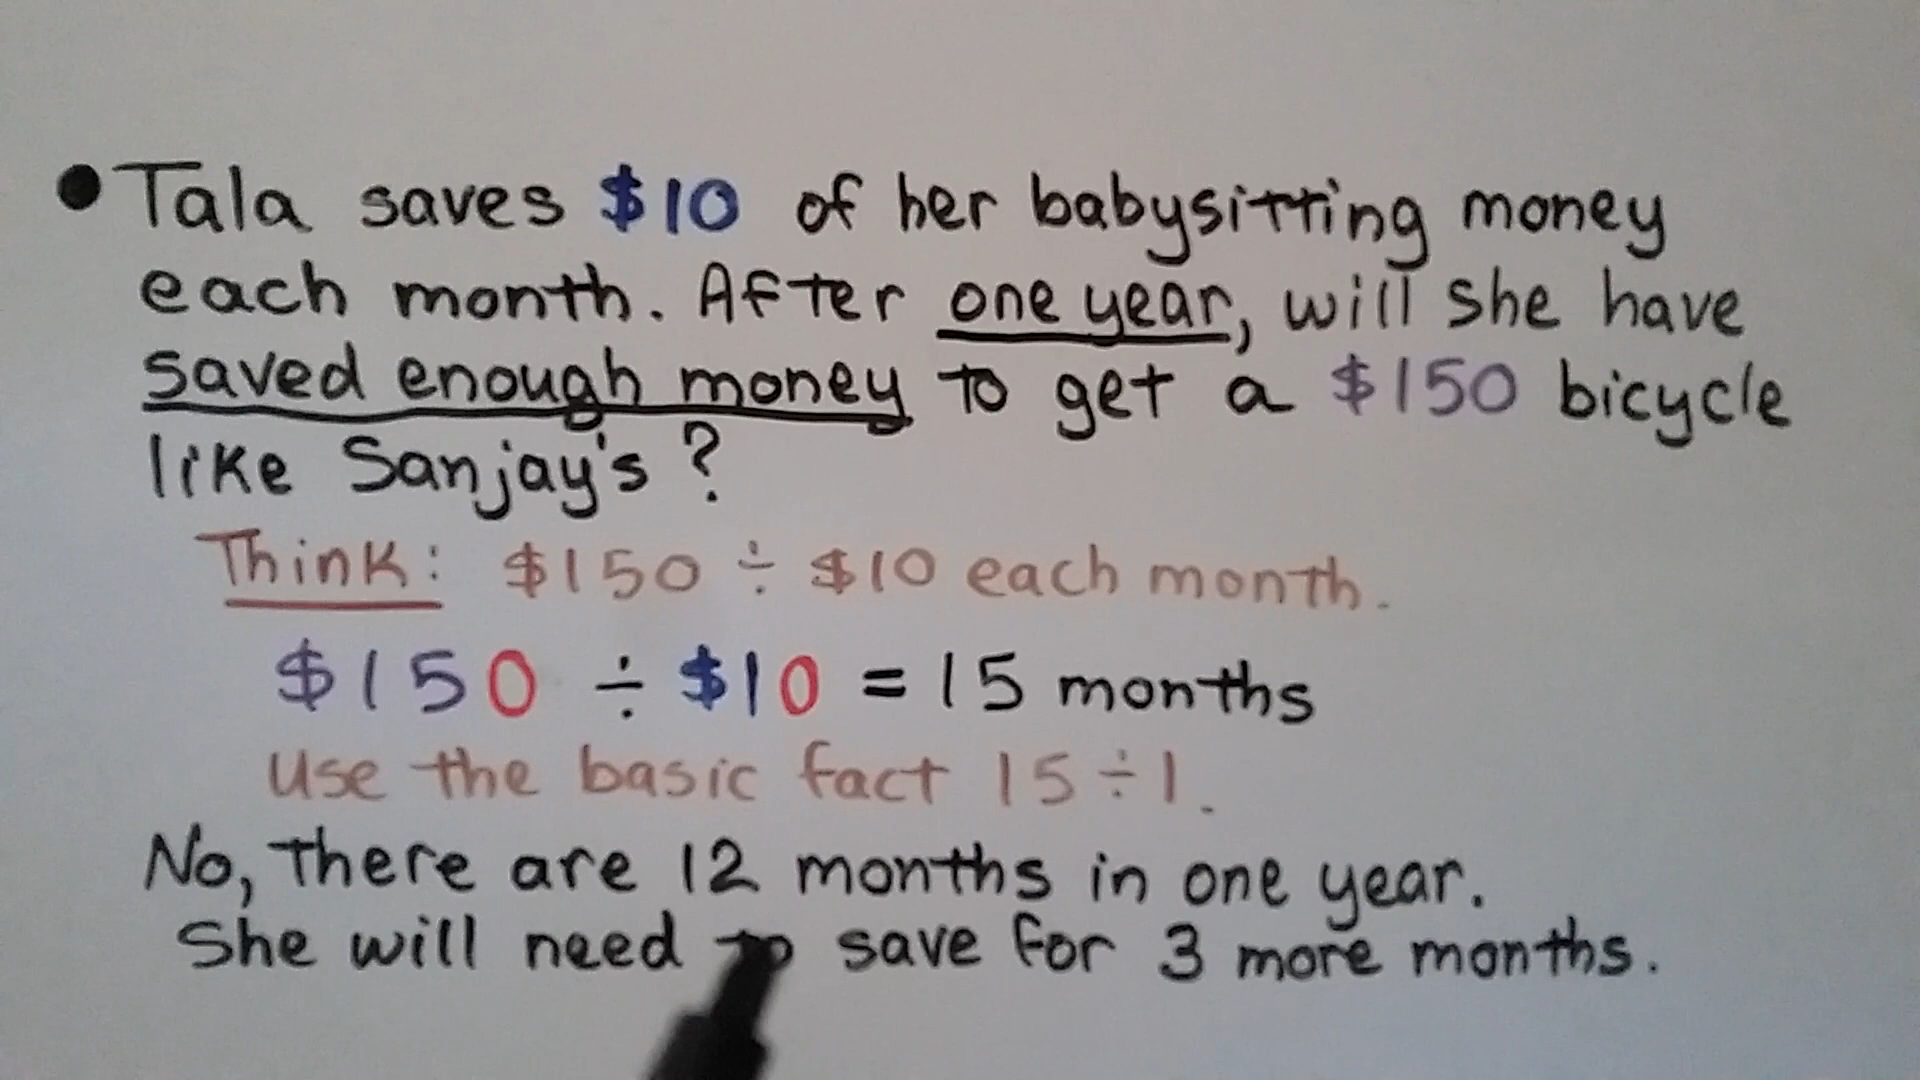 • Tala saves $10 of her babysitting money
each month. After one year, will she have
saved enough money to get a $150 bicycle
like Sanjay's?
Think: $150 ÷ $10 each month.
$150 ÷ $10 = 15 months
Use the basic fact 15 ÷ 1.
No, there are 12 months in one year.
She will need to save for 3 more months.